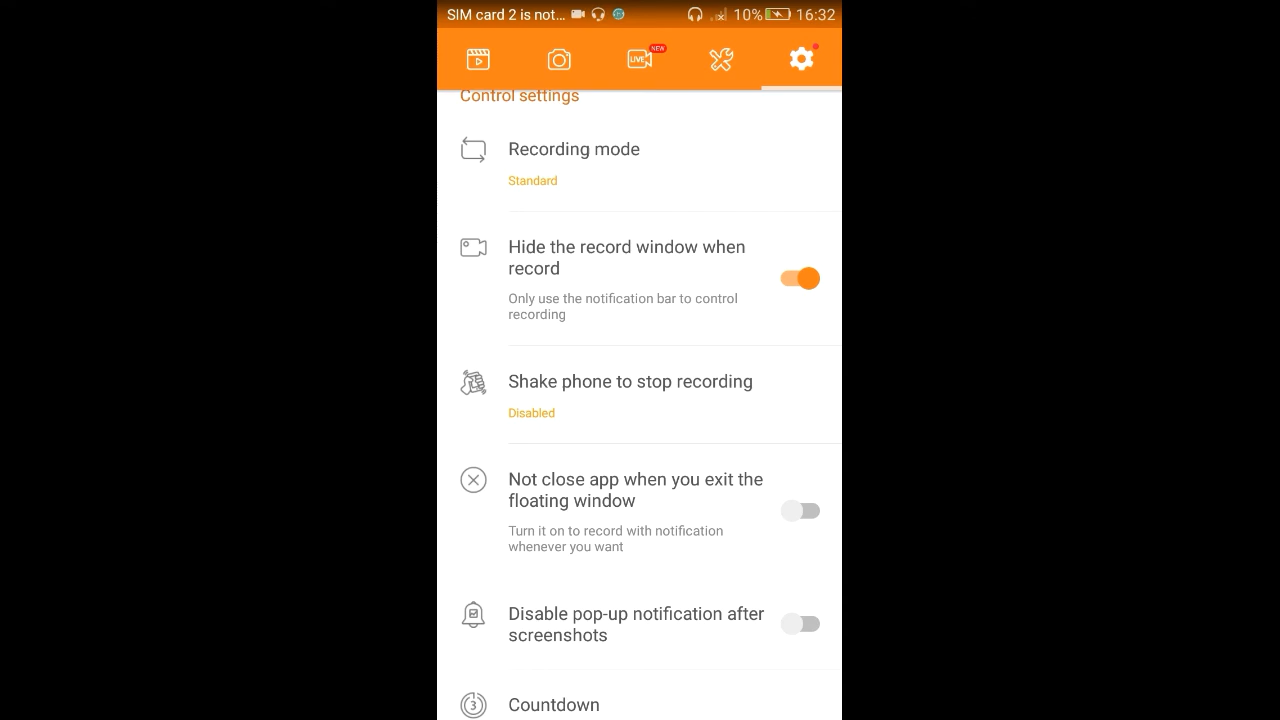 SIM card 2 is not... 10% 16:32
LIVE NEW
Control settings
Recording mode
Standard
Hide the record window when
record
Only use the notification bar to control
recording
Shake phone to stop recording
Disabled
Not close app when you exit the
floating window
Turn it on to record with notification
whenever you want
Disable pop-up notification after
screenshots
3 Countdown